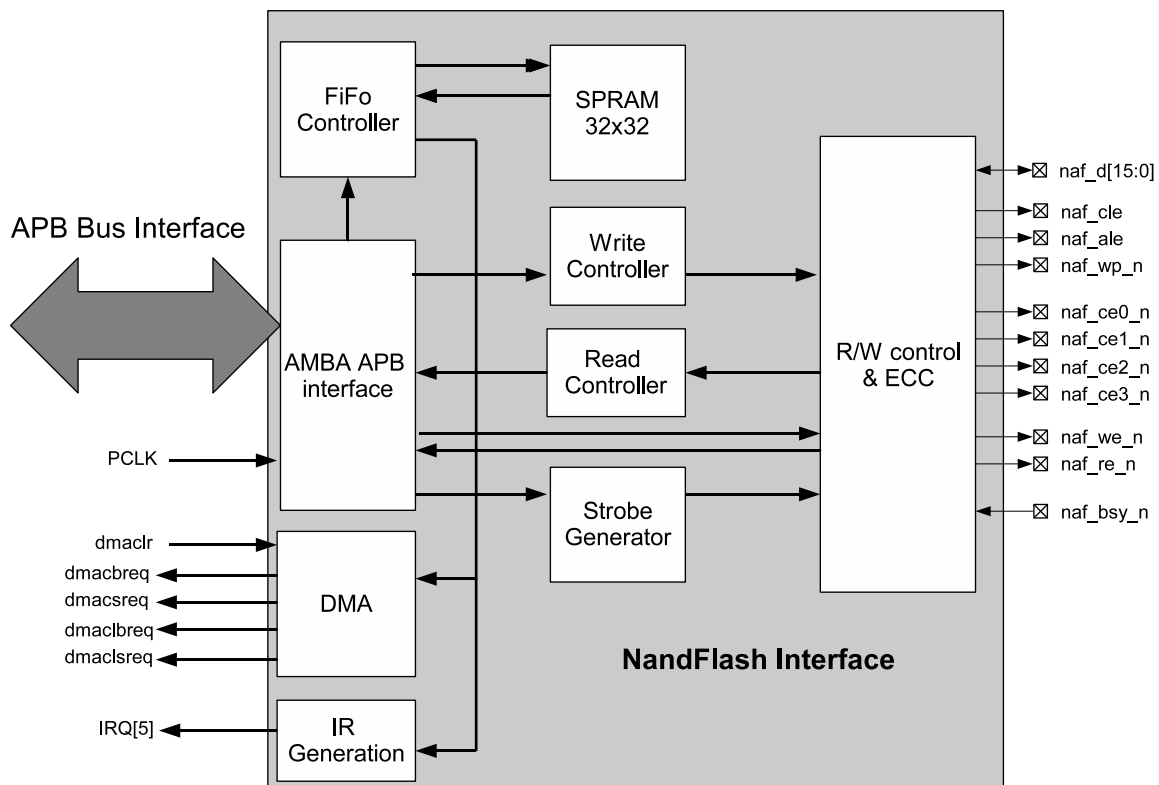 FiFo
Controller
SPRAM
32x32
naf_d[15:0]
naf_cle
naf_ale
naf_wp_n
APB Bus Interface
Write
Controller
AMBA APB
interface
Read
Controller
R/W control
& ECC
naf_ce0_n
naf_ce1_n
naf_ce2_n
naf_ce3_n
naf_we_n
naf_re_n
naf_bsy_n
PCLK
Strobe
Generator
dmaclr
dmacbreq
dmacsreq
dmaclbreq
dmaclsreq
DMA
NandFlash Interface
IRQ[5]
IR
Generation